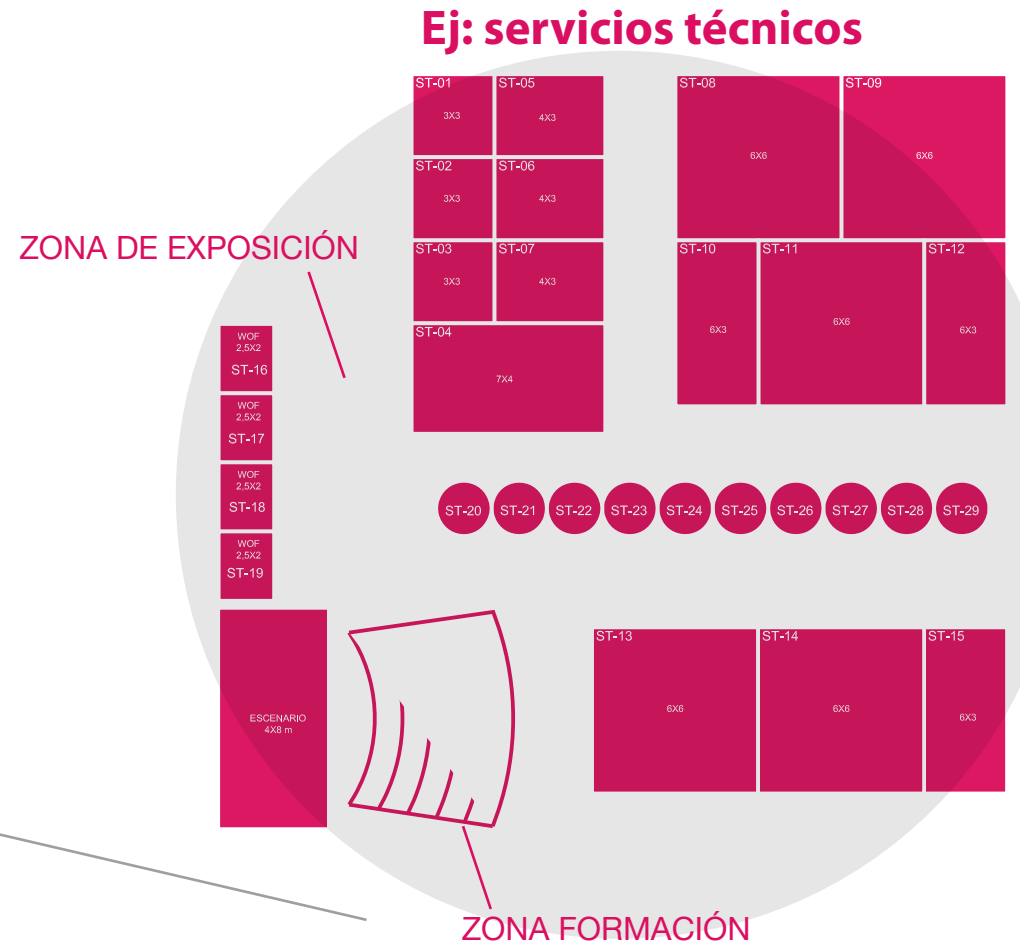 Ej: servicios técnicos
ST-01
3X3
ST-05
4X3
ST-02
3X3
ST-06
4X3
ST-03
3X3
ST-07
4X3
ST-04
7X4
ST-08
6X6
ST-09
6X6
ST-10
6X3
ST-11
6X6
ST-12
6X3
ZONA DE EXPOSICIÓN
WOF
2,5X2
ST-16
WOF
2,5X2
ST-17
WOF
2,5X2
ST-18
WOF
2,5X2
ST-19
ST-20
ST-21
ST-22
ST-23
ST-24
ST-25
ST-26
ST-27
ST-28
ST-29
ESCENARIO
4X8 m
ST-13
6X6
ST-14
6X6
ST-15
6X3
ZONA FORMACIÓN